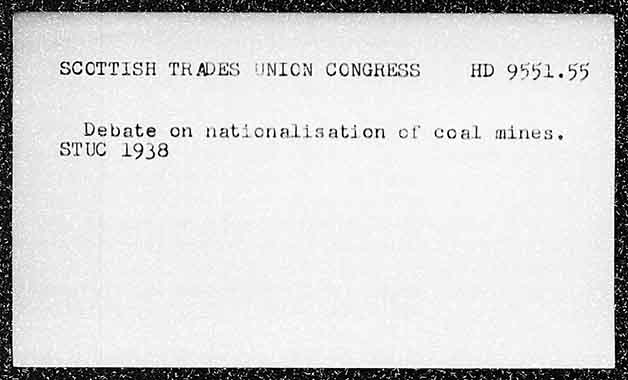 SCOTTISH TRADES UNION CONGRESS HD 9551.55
Debate on nationalisation of coal mines.
STUC 1938